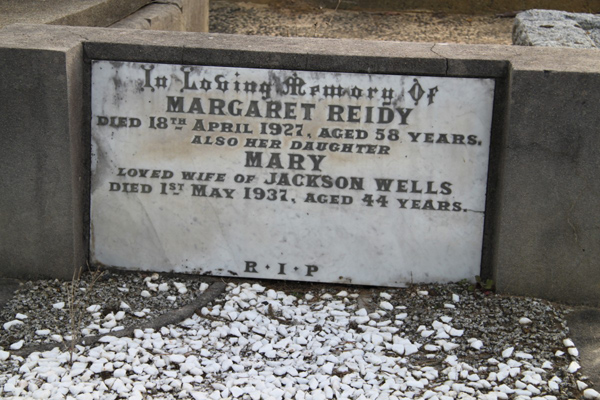 In Loving Memory Of
MARGARET REIDY
DIED 18TH APRIL 1927, AGED 58 YEARS.
ALSO HER DAUGHTER
MARY
LOVED WIFE OF JACKSON WELLS
DIED 1ST MAY 1937, AGED 44 YEARS.
R · I · P